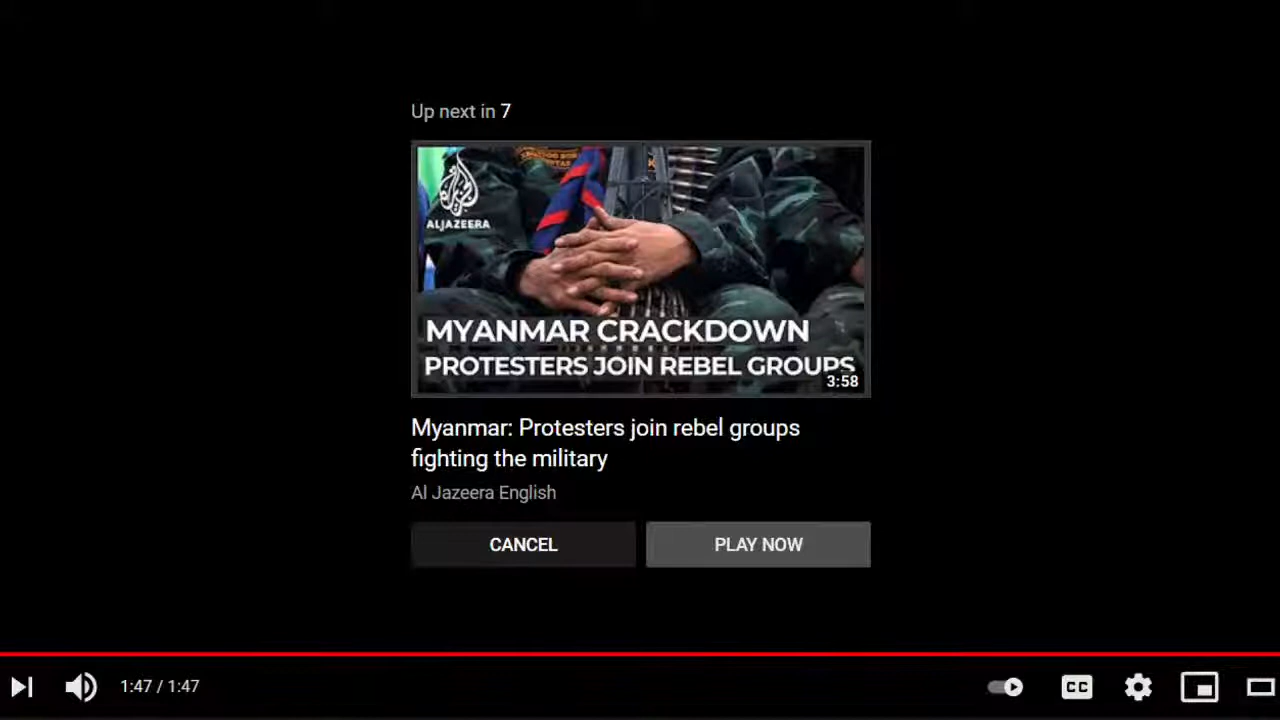 Up next in 7
ALJAZEERA
MYANMAR CRACKDOWN
PROTESTERS JOIN REBEL GROUPS
3:58
Myanmar: Protesters join rebel groups
fighting the military
Al Jazeera English
CANCEL
PLAY NOW
1:47 / 1:47
CC